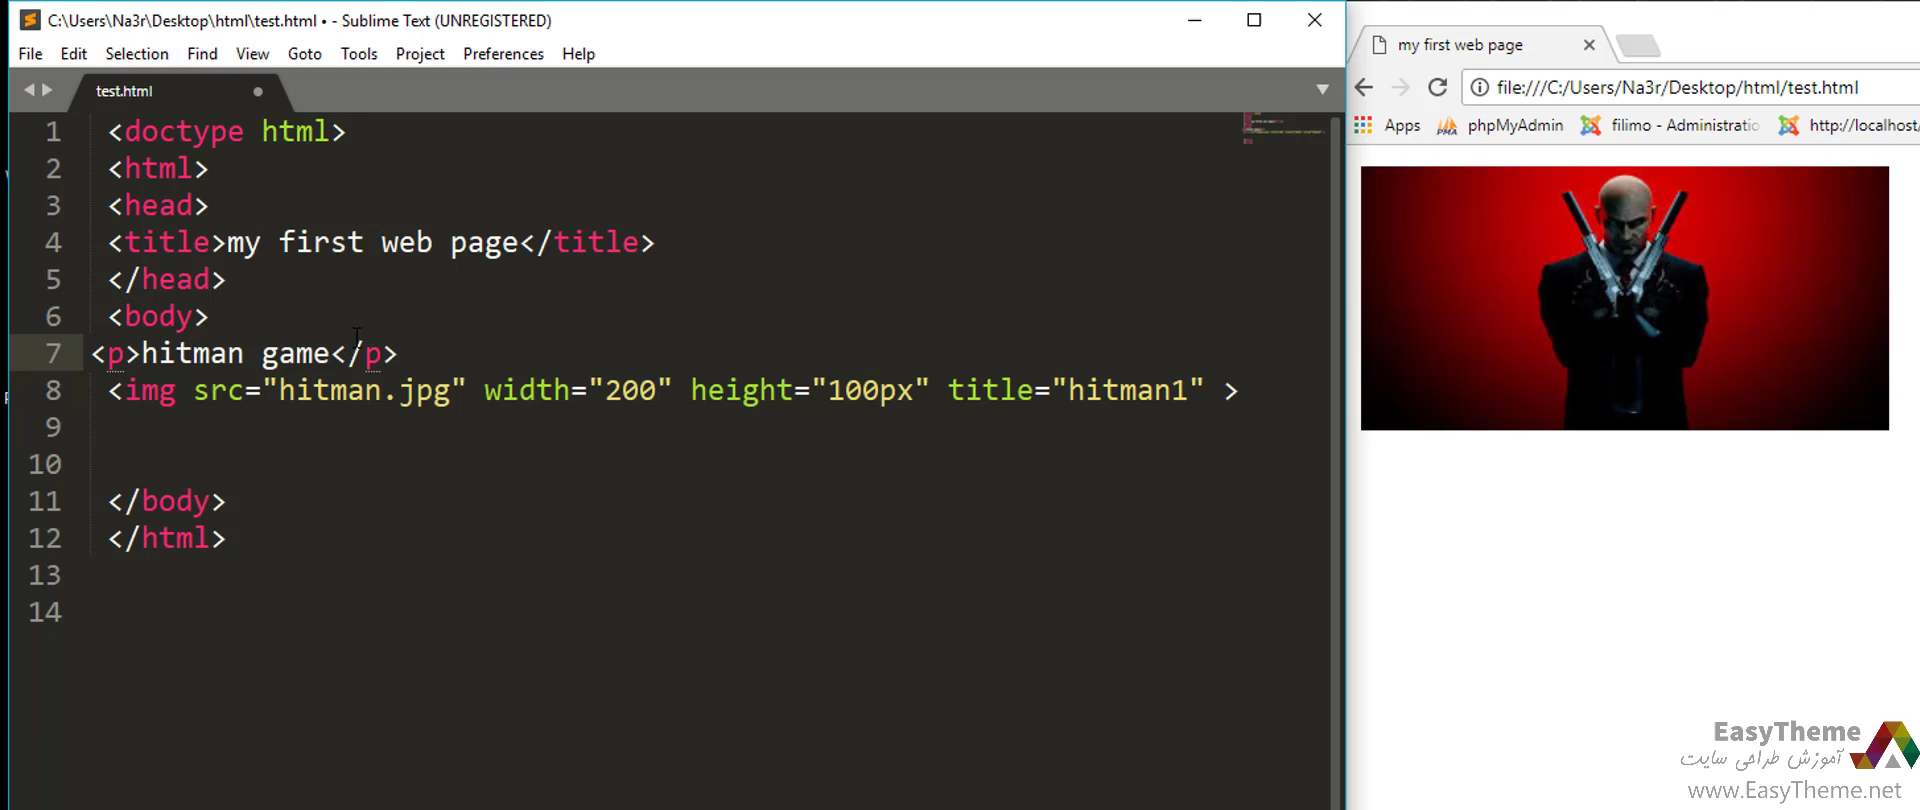 C:\Users\Na3r\Desktop\html\test.html • - Sublime Text (UNREGISTERED)
File Edit Selection Find View Goto Tools Project Preferences Help
test.html
1 <doctype html>
2 <html>
3 <head>
4 <title>my first web page</title>
5 </head>
6 <body>
7 <p>hitman game</p>
8 <img src="hitman.jpg" width="200" height="100px" title="hitman1" >
9
10
11 </body>
12 </html>
13
14
my first web page
file:///C:/Users/Na3r/Desktop/html/test.html
Apps phpMyAdmin filimo - Administratio http://localhost/
EasyTheme
آموزش طراحی سایت
www.EasyTheme.net